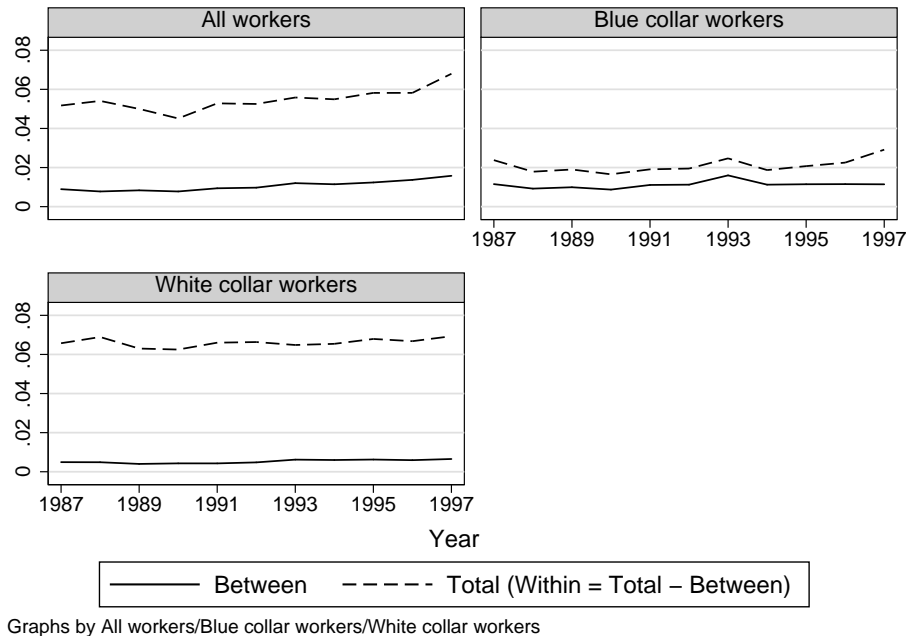 All workers
Blue collar workers
0 .02 .04 .06 .08
1987 1989 1991 1993 1995 1997
White collar workers
0 .02 .04 .06 .08
1987 1989 1991 1993 1995 1997
Year
Between
Total (Within = Total − Between)
Graphs by All workers/Blue collar workers/White collar workers